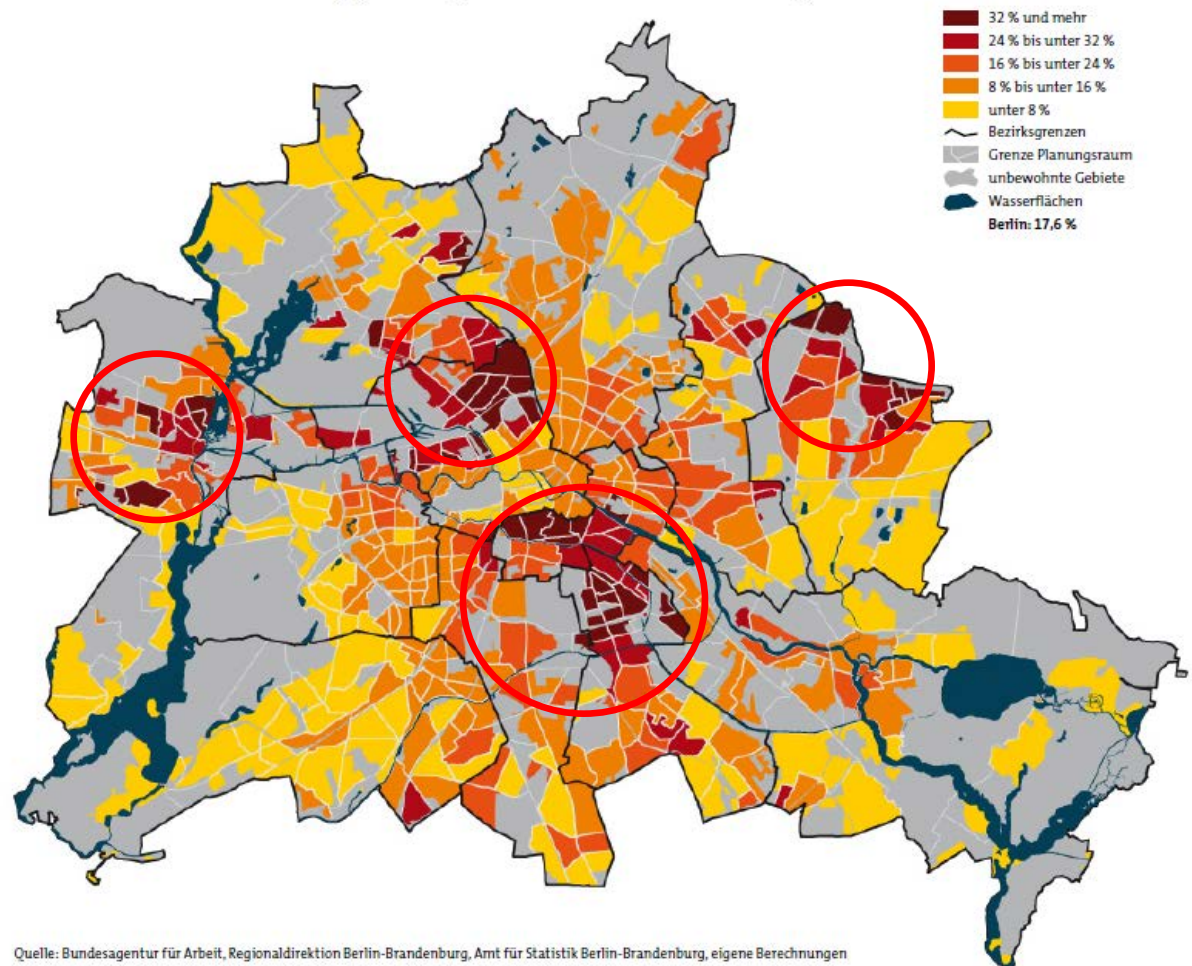 32 % und mehr
24 % bis unter 32 %
16 % bis unter 24 %
8 % bis unter 16 %
unter 8 %
Bezirksgrenzen
Grenze Planungsraum
unbewohnte Gebiete
Wasserflächen
Berlin: 17,6 %
Quelle: Bundesagentur für Arbeit, Regionaldirektion Berlin-Brandenburg, Amt für Statistik Berlin-Brandenburg, eigene Berechnungen